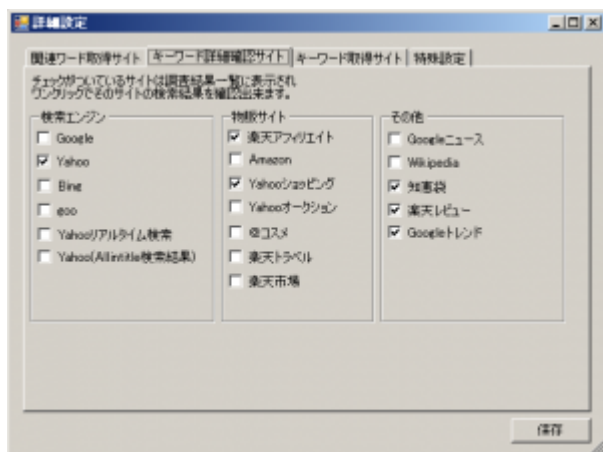 詳細設定
関連ワード取得サイト
キーワード詳細確認サイト
キーワード取得サイト
特殊設定
チェックがついているサイトは調査結果一覧に表示され
ワンクリックでそのサイトの検索結果を確認出来ます。
検索エンジン
Google
Yahoo
Bing
goo
Yahooリアルタイム検索
Yahoo(Allintitle検索結果)
物販サイト
楽天アフィリエイト
Amazon
Yahooショッピング
Yahooオークション
@コスメ
楽天トラベル
楽天市場
その他
Googleニュース
Wikipedia
知恵袋
楽天レビュー
Googleトレンド
保存